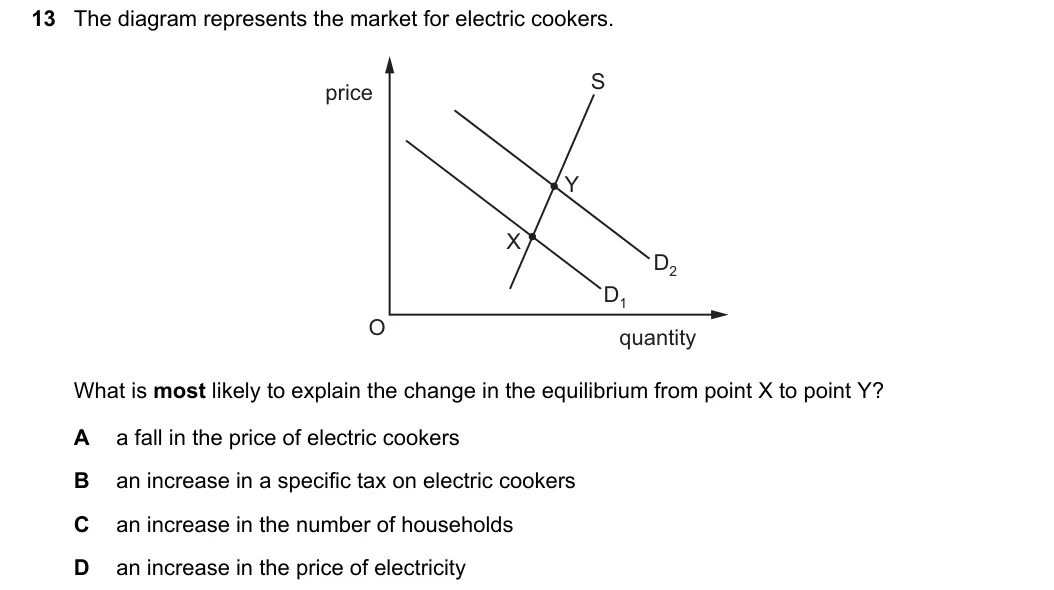 13 The diagram represents the market for electric cookers.
price
S
Y
X
D2
D1
O
quantity
What is most likely to explain the change in the equilibrium from point X to point Y?
A a fall in the price of electric cookers
B an increase in a specific tax on electric cookers
C an increase in the number of households
D an increase in the price of electricity